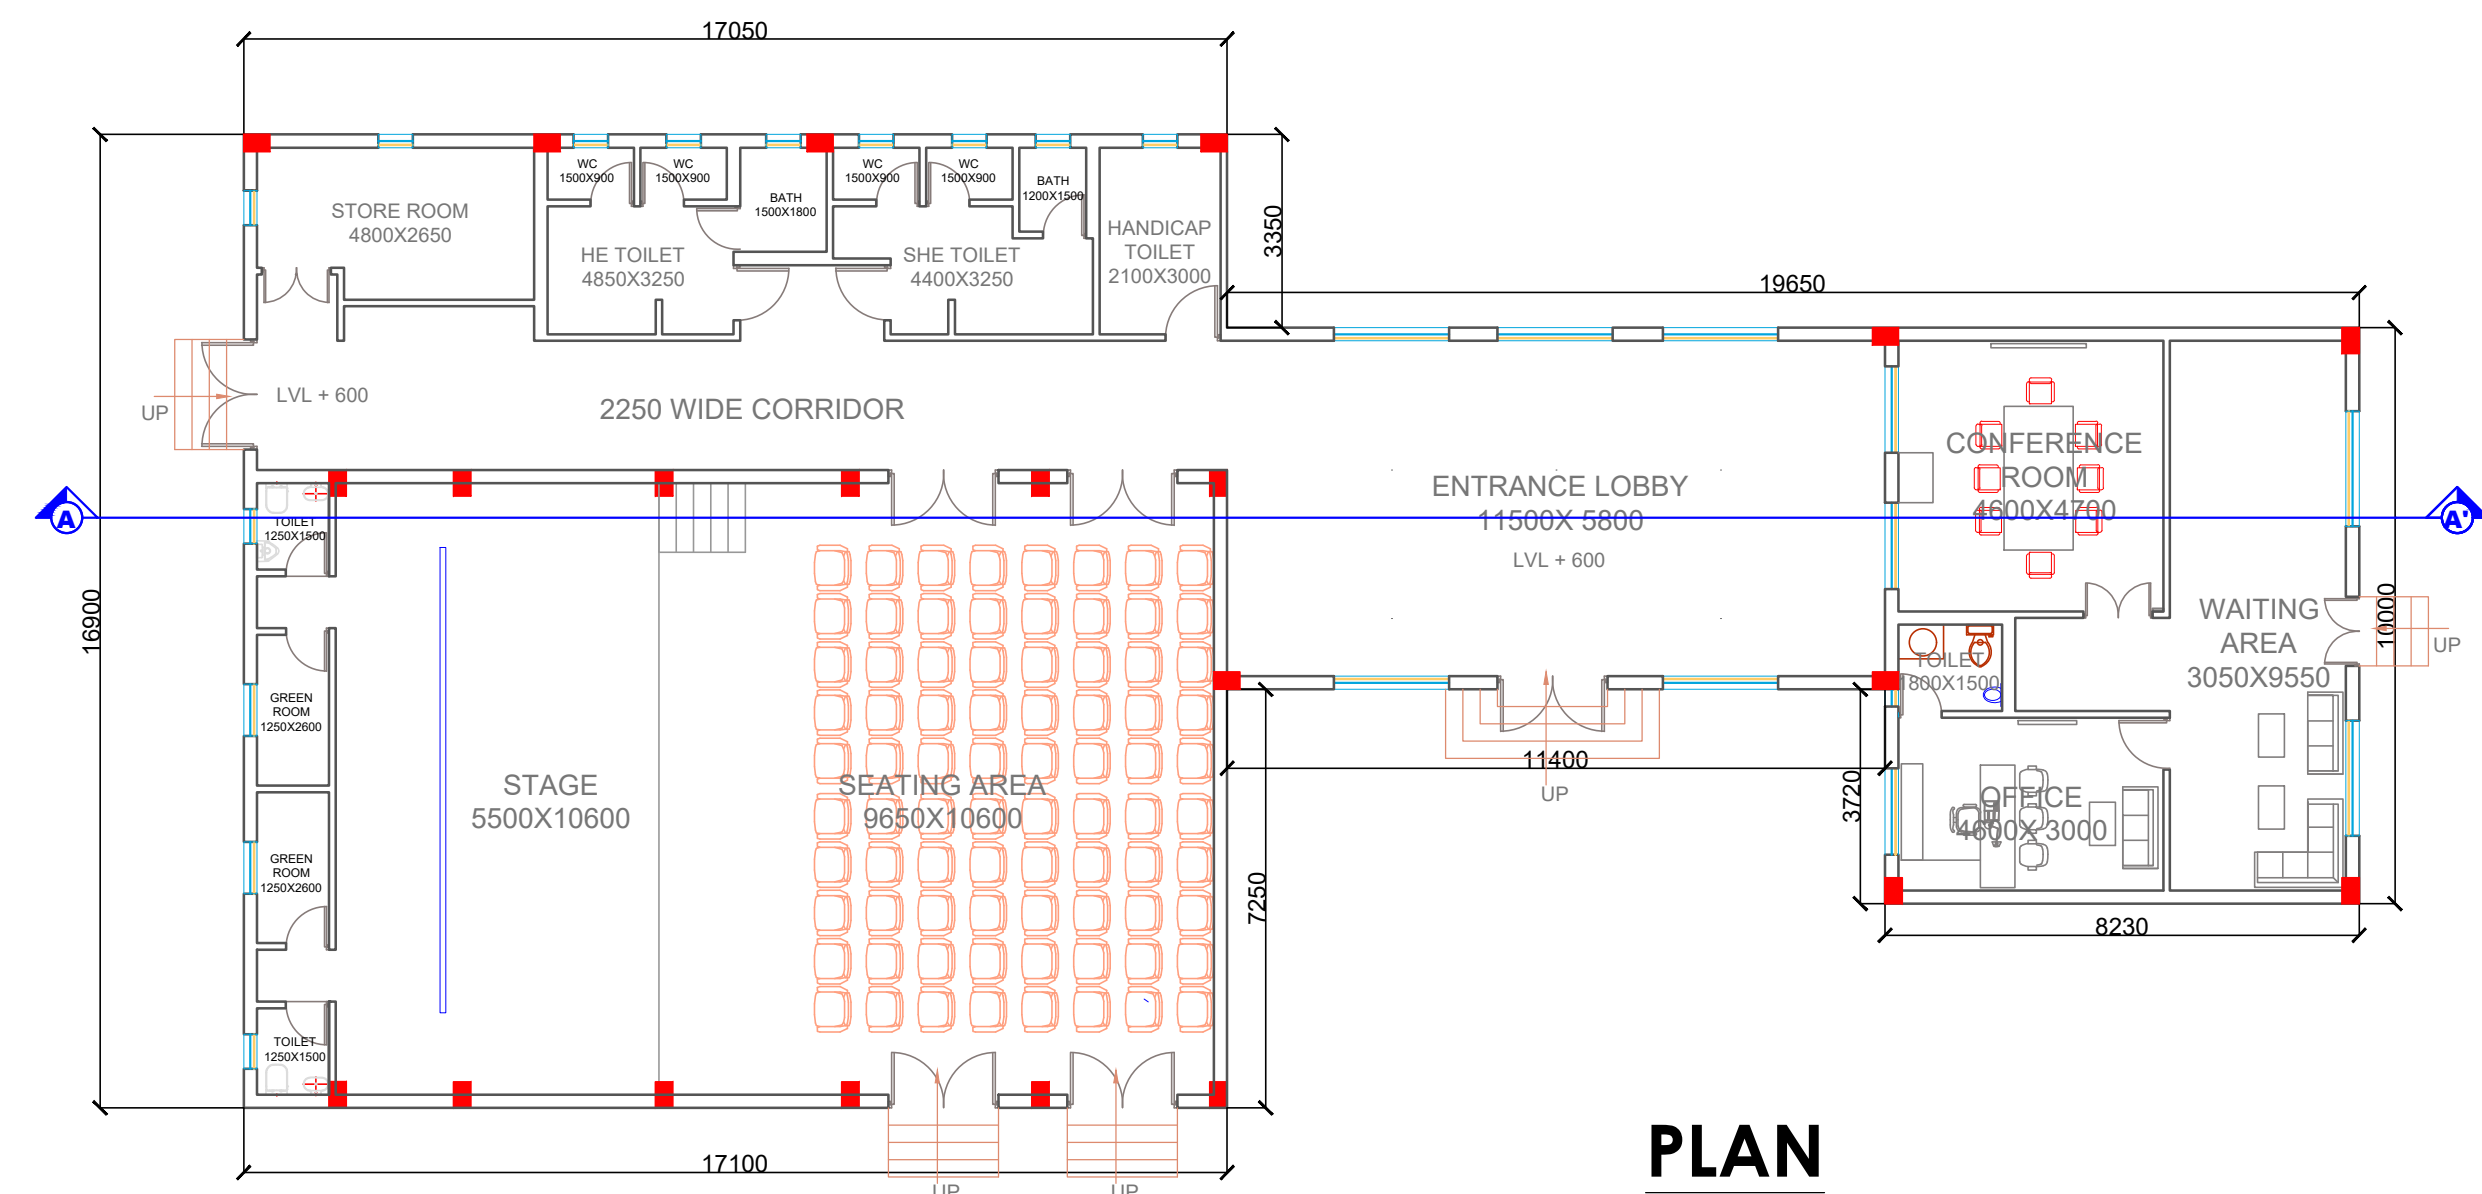 17050
WC
1500X900
WC
1500X900
BATH
1500X1800
WC
1500X900
WC
1500X900
BATH
1200X1500
STORE ROOM
4800X2650
HE TOILET
4850X3250
SHE TOILET
4400X3250
HANDICAP
TOILET
2100X3000
3350
19650
UP
LVL + 600
2250 WIDE CORRIDOR
ENTRANCE LOBBY
11500X 5800
LVL + 600
CONFERENCE
ROOM
4600X4700
A
A'
TOILET
1250X1500
16900
10000
WAITING
AREA
3050X9550
UP
TOILET
1800X1500
GREEN
ROOM
1250X2600
STAGE
5500X10600
SEATING AREA
9650X10600
11400
UP
3720
OFFICE
4600X 3000
GREEN
ROOM
1250X2600
7250
8230
TOILET
1250X1500
17100
UP
UP
PLAN